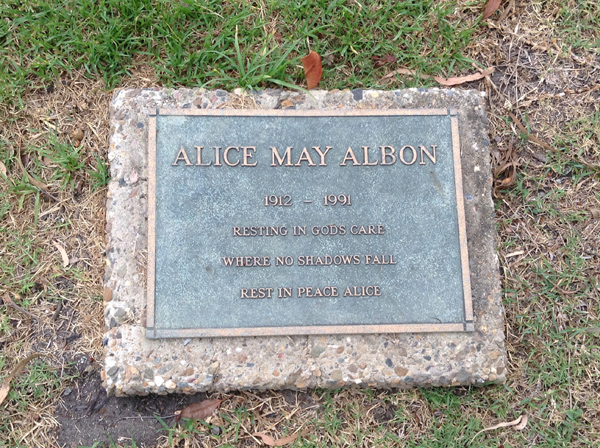 ALICE MAY ALBON
1912 - 1991
RESTING IN GODS CARE
WHERE NO SHADOWS FALL
REST IN PEACE ALICE